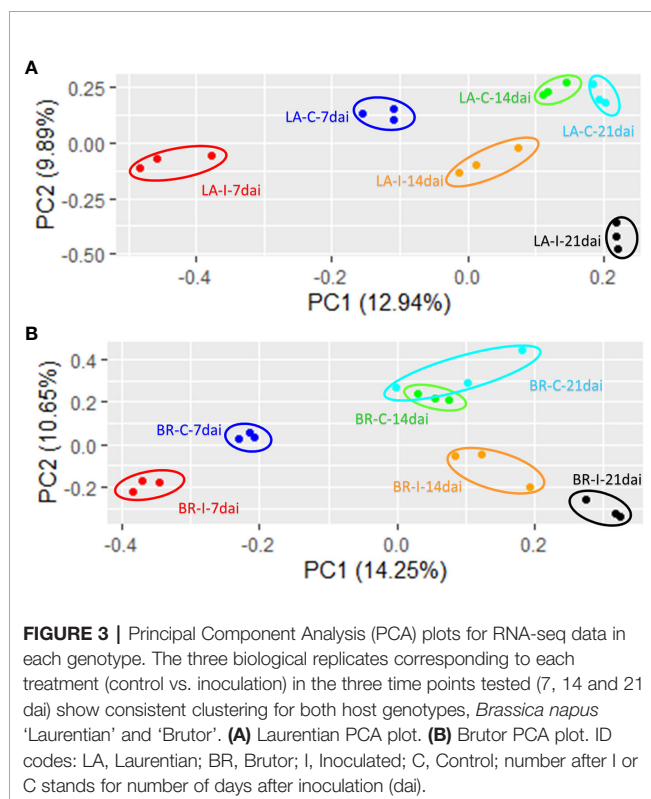 A
PC2 (9.89%)
0.25
0.00
-0.25
-0.50
LA-I-7dai
LA-C-7dai
LA-C-14dai
LA-C-21dai
LA-I-14dai
LA-I-21dai
-0.4
-0.2
0.0
0.2
PC1 (12.94%)
B
PC2 (10.65%)
0.4
0.2
0.0
-0.2
BR-C-21dai
BR-C-14dai
BR-C-7dai
BR-I-7dai
BR-I-14dai
BR-I-21dai
-0.4
-0.2
0.0
0.2
PC1 (14.25%)
FIGURE 3 | Principal Component Analysis (PCA) plots for RNA-seq data in
each genotype. The three biological replicates corresponding to each
treatment (control vs. inoculation) in the three time points tested (7, 14 and 21
dai) show consistent clustering for both host genotypes, Brassica napus
‘Laurentian’ and ‘Brutor’. (A) Laurentian PCA plot. (B) Brutor PCA plot. ID
codes: LA, Laurentian; BR, Brutor; I, Inoculated; C, Control; number after I or
C stands for number of days after inoculation (dai).